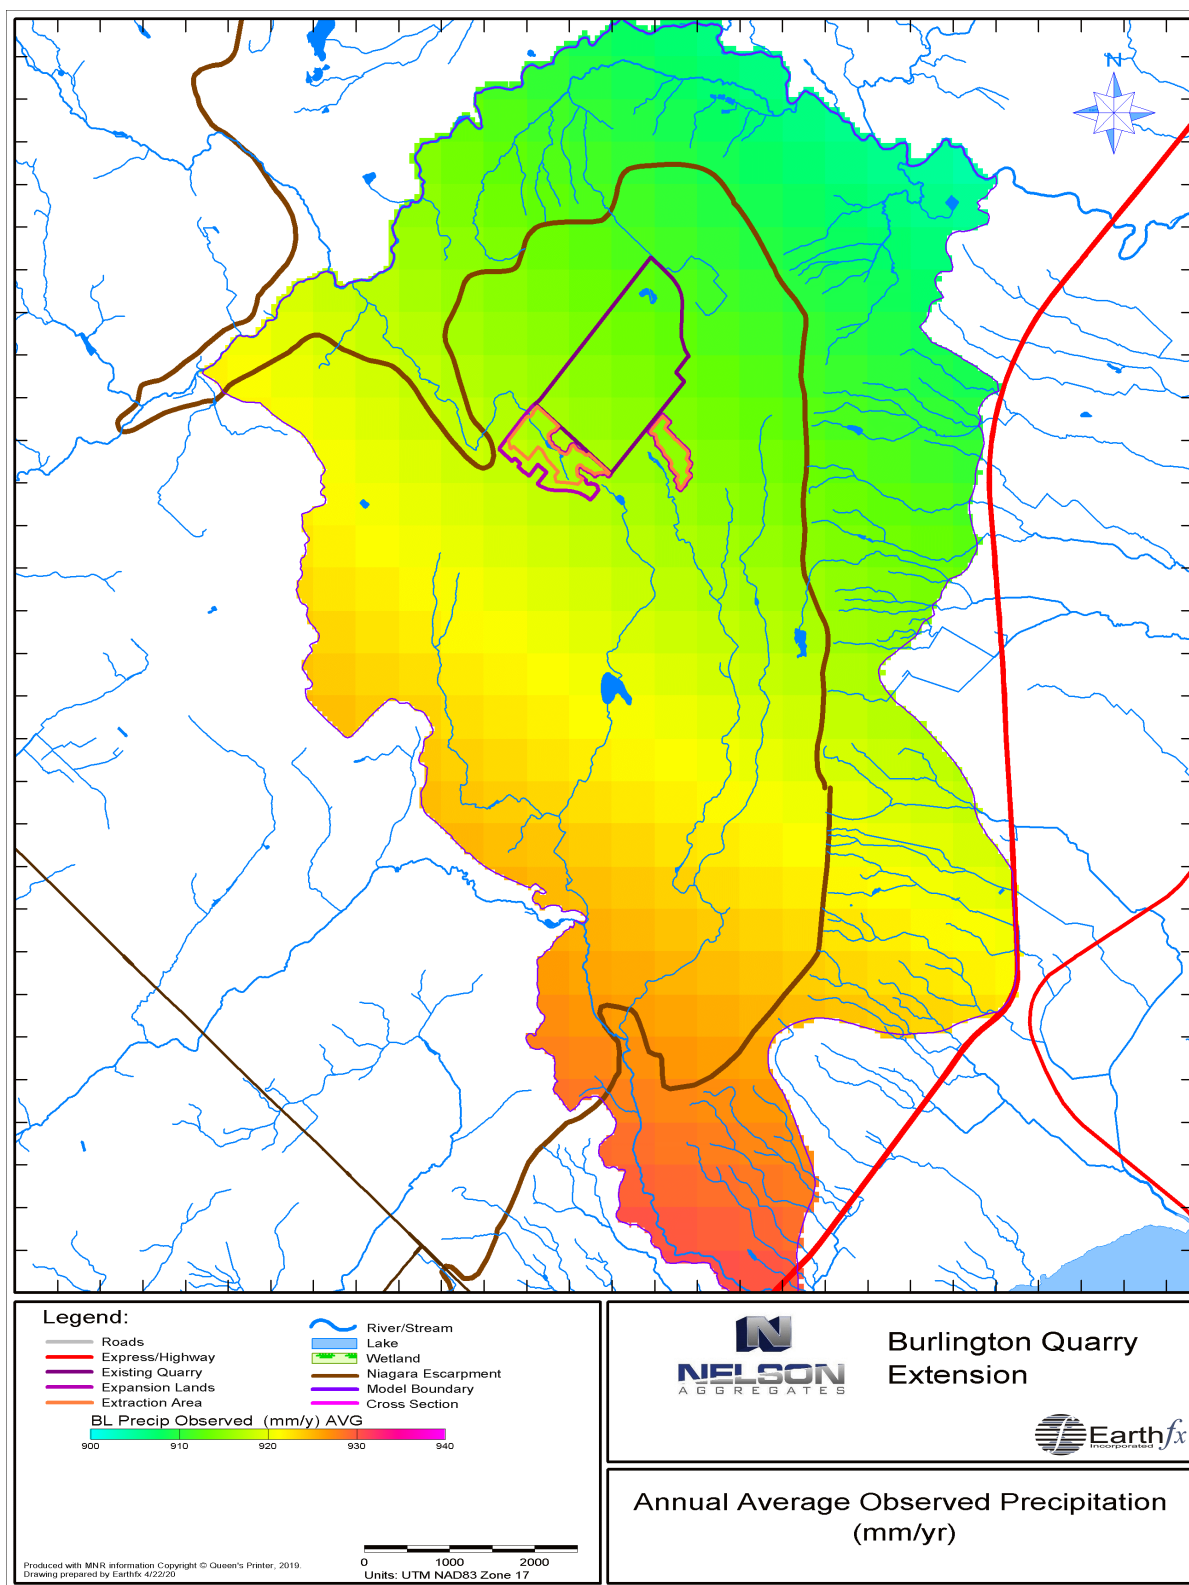 N
Legend:
Roads
Express/Highway
Existing Quarry
Expansion Lands
Extraction Area
River/Stream
Lake
Wetland
Niagara Escarpment
Model Boundary
Cross Section
BL Precip Observed (mm/y) AVG
900 910 920 930 940
0 1000 2000
Units: UTM NAD83 Zone 17
Produced with MNR information Copyright © Queen's Printer, 2019.
Drawing prepared by Earthfx 4/22/20
N
NELSON
AGGREGATES
Burlington Quarry
Extension
Earthfx
Incorporated
Annual Average Observed Precipitation
(mm/yr)